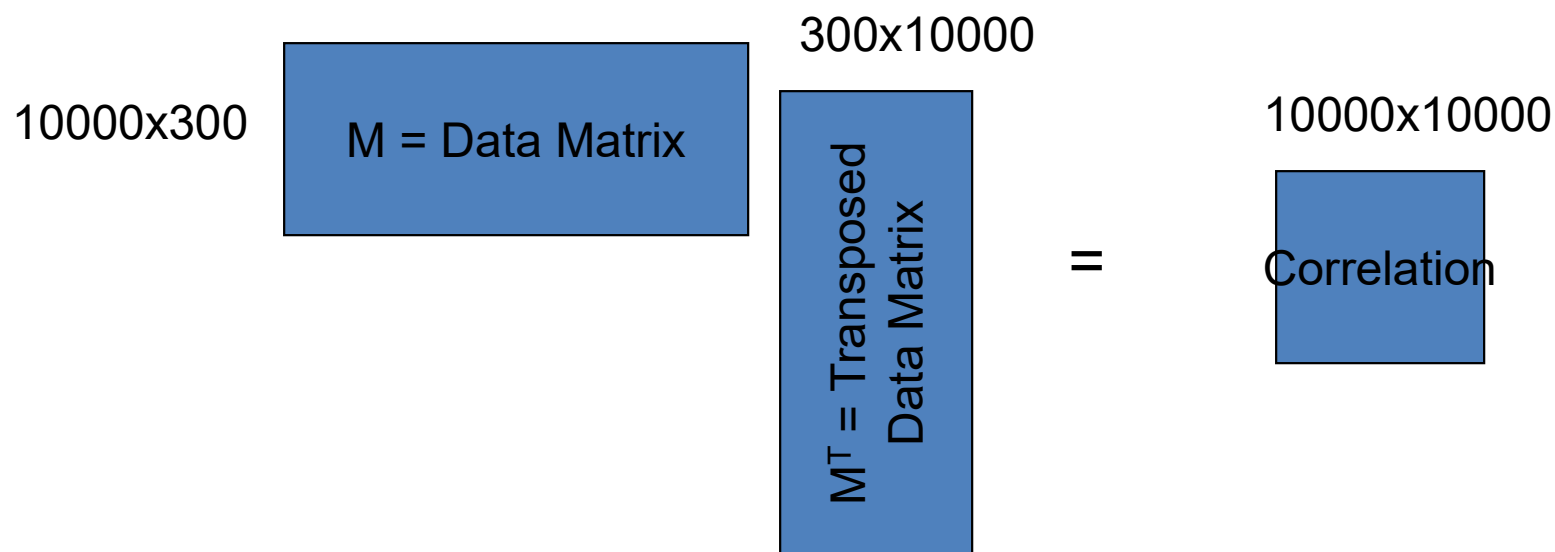 300x10000
10000x300
M = Data Matrix
10000x10000
Mᵀ = Transposed
Data Matrix
=
Correlation